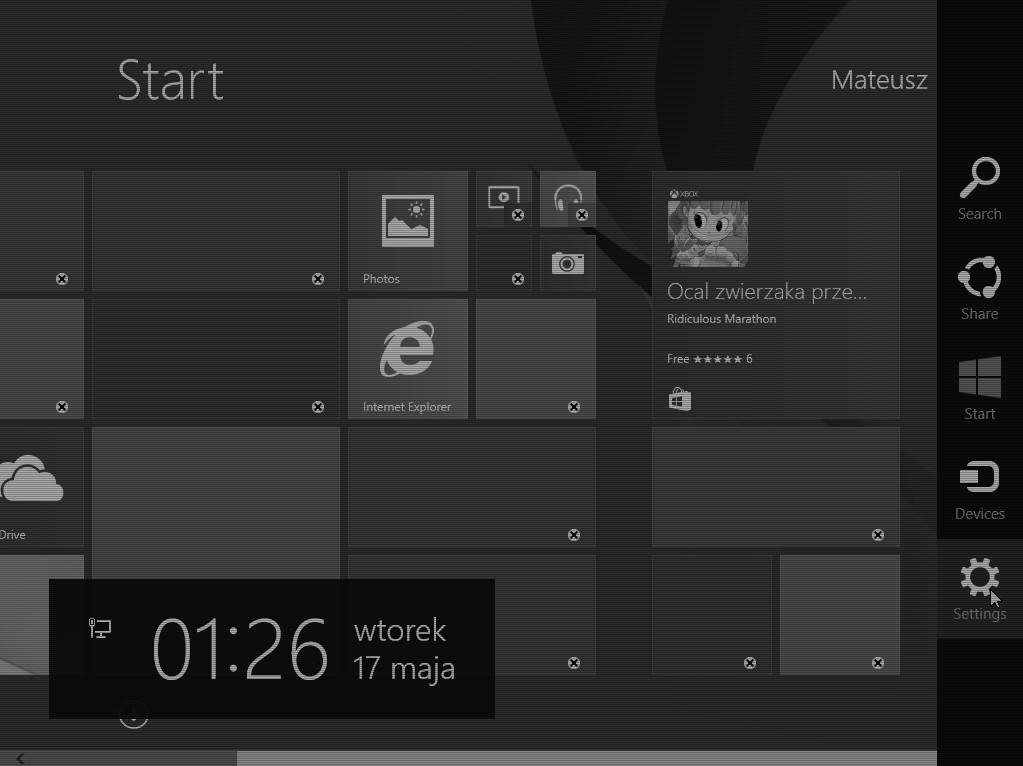 Start
Mateusz
Search
Share
Start
Devices
Settings
Photos
Internet Explorer
Drive
XBOX
Ocal zwierzaka prze...
Ridiculous Marathon
Free ★★★★★ 6
01:26
wtorek
17 maja